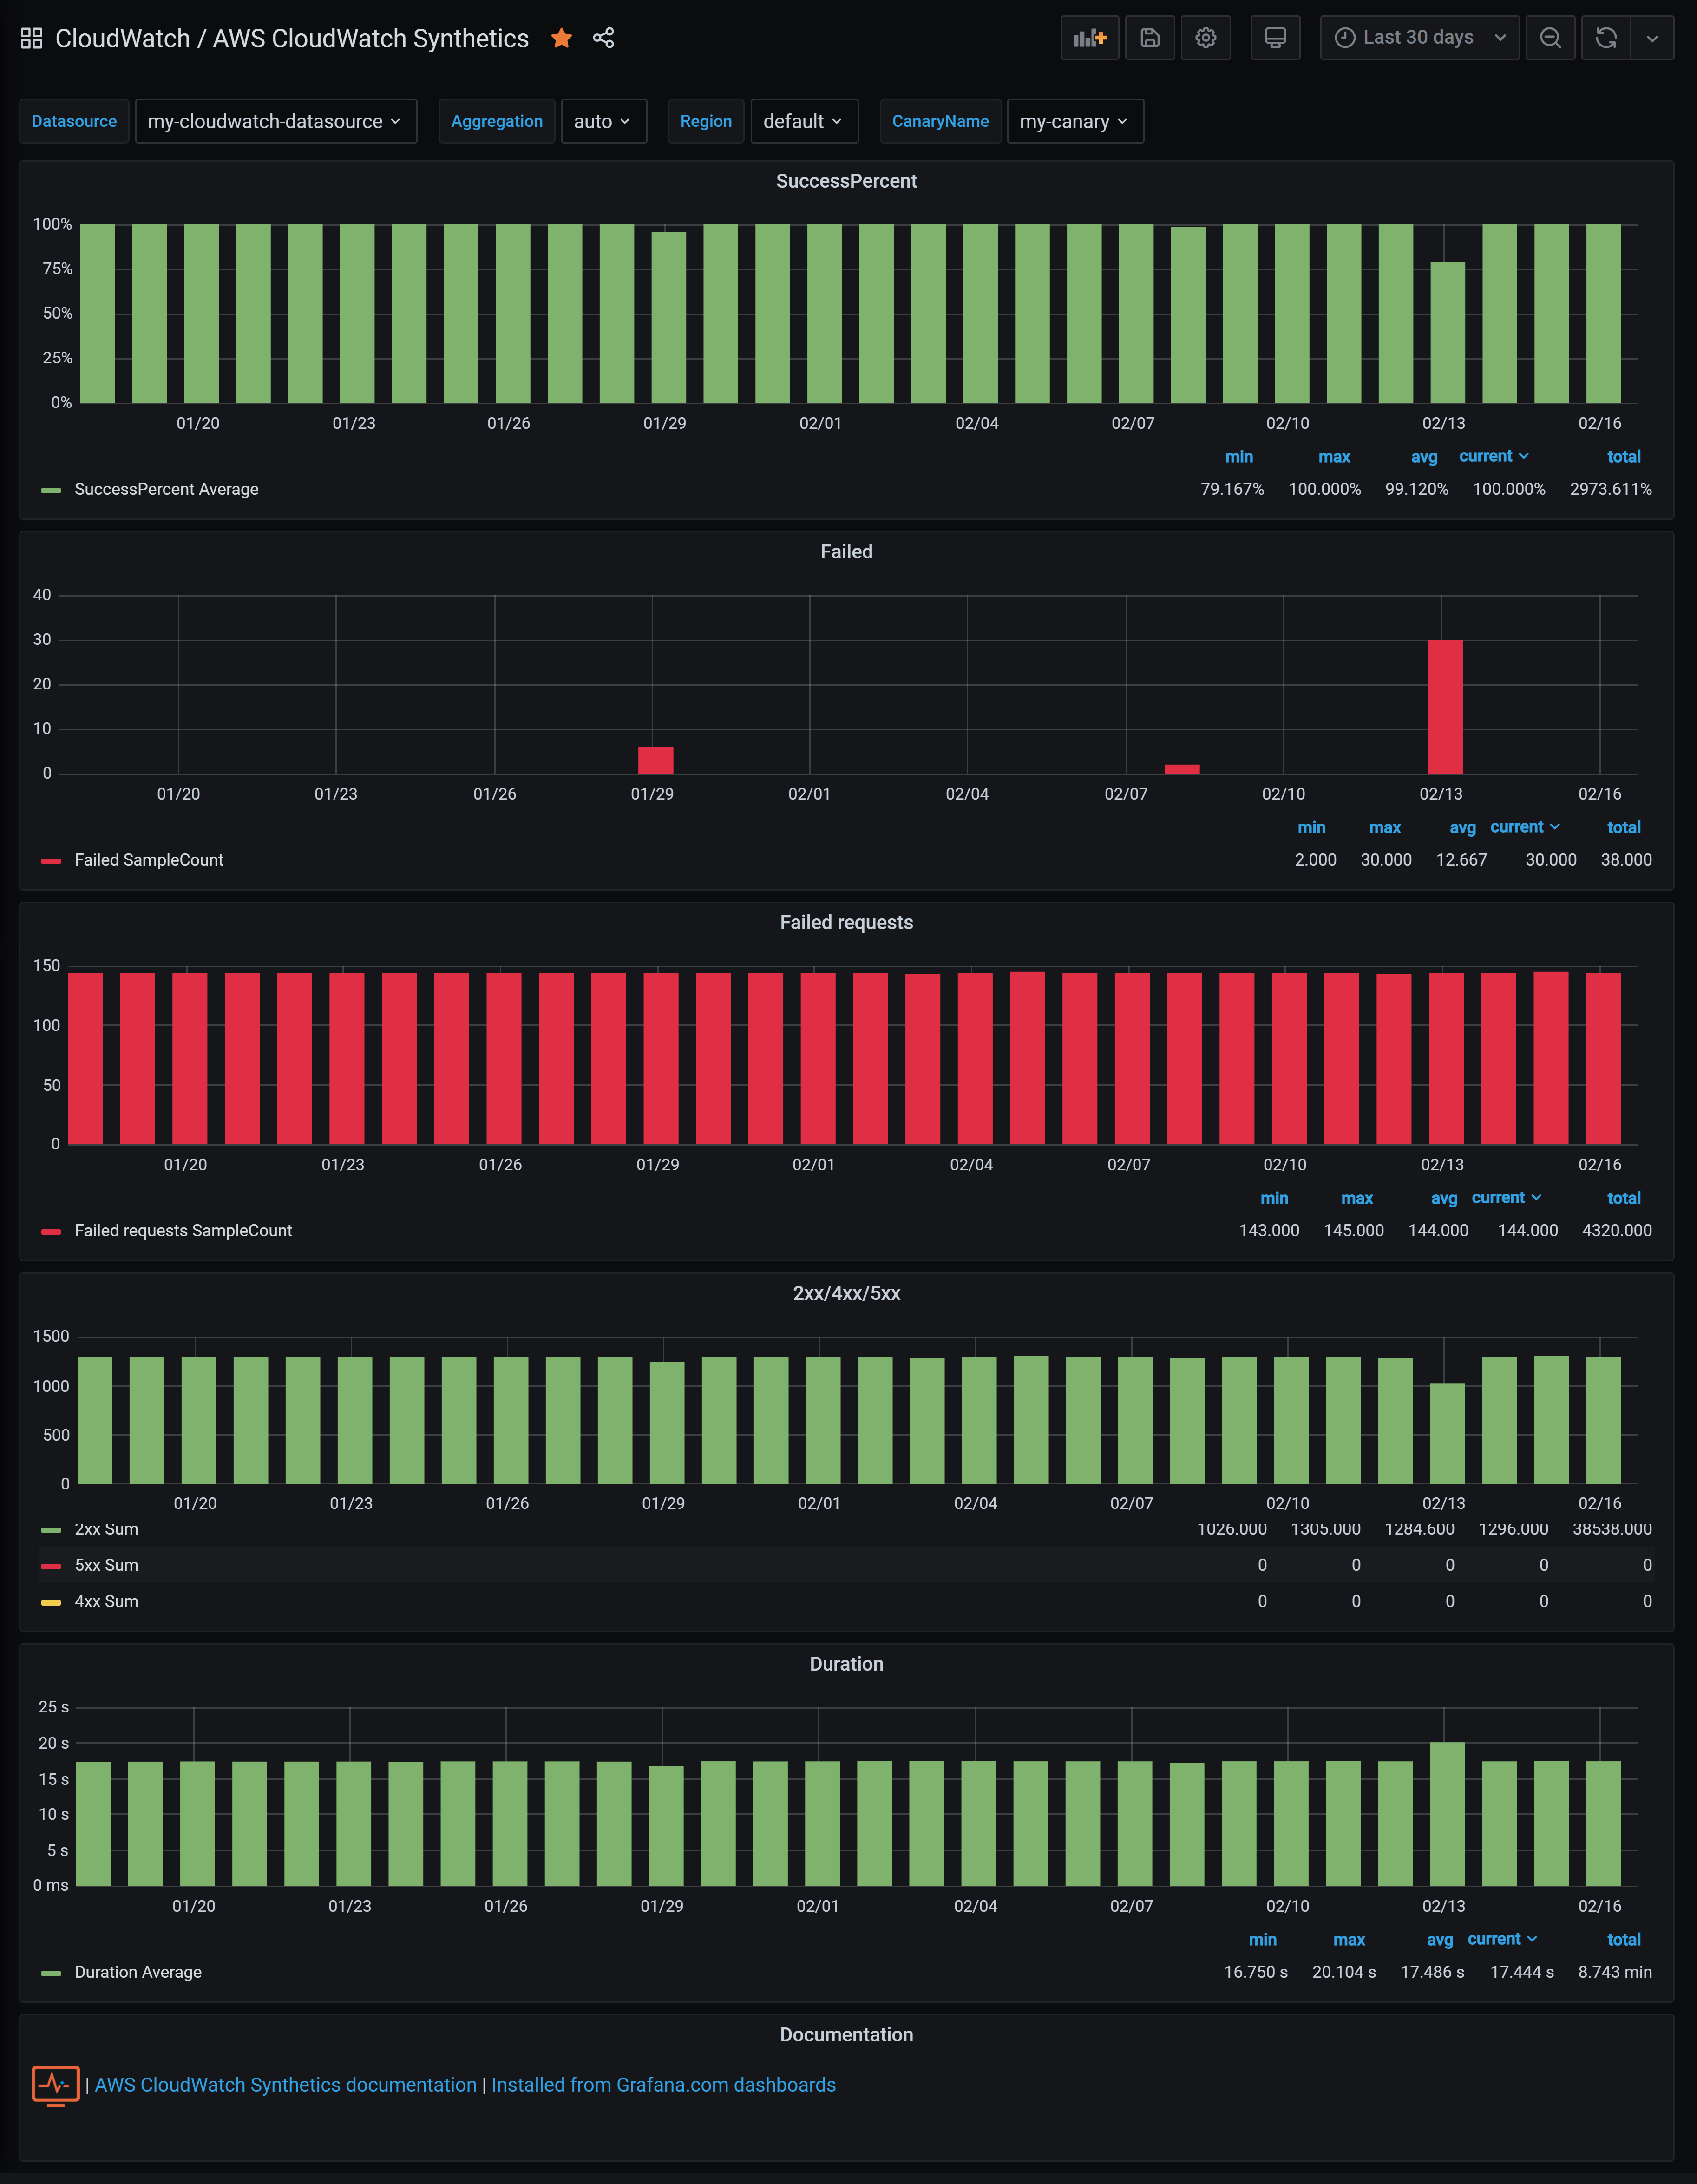 CloudWatch / AWS CloudWatch Synthetics
Last 30 days
Datasource my-cloudwatch-datasource Aggregation auto Region default CanaryName my-canary
SuccessPercent
100%
75%
50%
25%
0%
01/20 01/23 01/26 01/29 02/01 02/04 02/07 02/10 02/13 02/16
min max avg current total
SuccessPercent Average 79.167% 100.000% 99.120% 100.000% 2973.611%
Failed
40
30
20
10
0
01/20 01/23 01/26 01/29 02/01 02/04 02/07 02/10 02/13 02/16
min max avg current total
Failed SampleCount 2.000 30.000 12.667 30.000 38.000
Failed requests
150
100
50
0
01/20 01/23 01/26 01/29 02/01 02/04 02/07 02/10 02/13 02/16
min max avg current total
Failed requests SampleCount 143.000 145.000 144.000 144.000 4320.000
2xx/4xx/5xx
1500
1000
500
0
01/20 01/23 01/26 01/29 02/01 02/04 02/07 02/10 02/13 02/16
2xx Sum 1026.000 1305.000 1284.600 1296.000 38538.000
5xx Sum 0 0 0 0 0
4xx Sum 0 0 0 0 0
Duration
25 s
20 s
15 s
10 s
5 s
0 ms
01/20 01/23 01/26 01/29 02/01 02/04 02/07 02/10 02/13 02/16
min max avg current total
Duration Average 16.750 s 20.104 s 17.486 s 17.444 s 8.743 min
Documentation
| AWS CloudWatch Synthetics documentation | Installed from Grafana.com dashboards